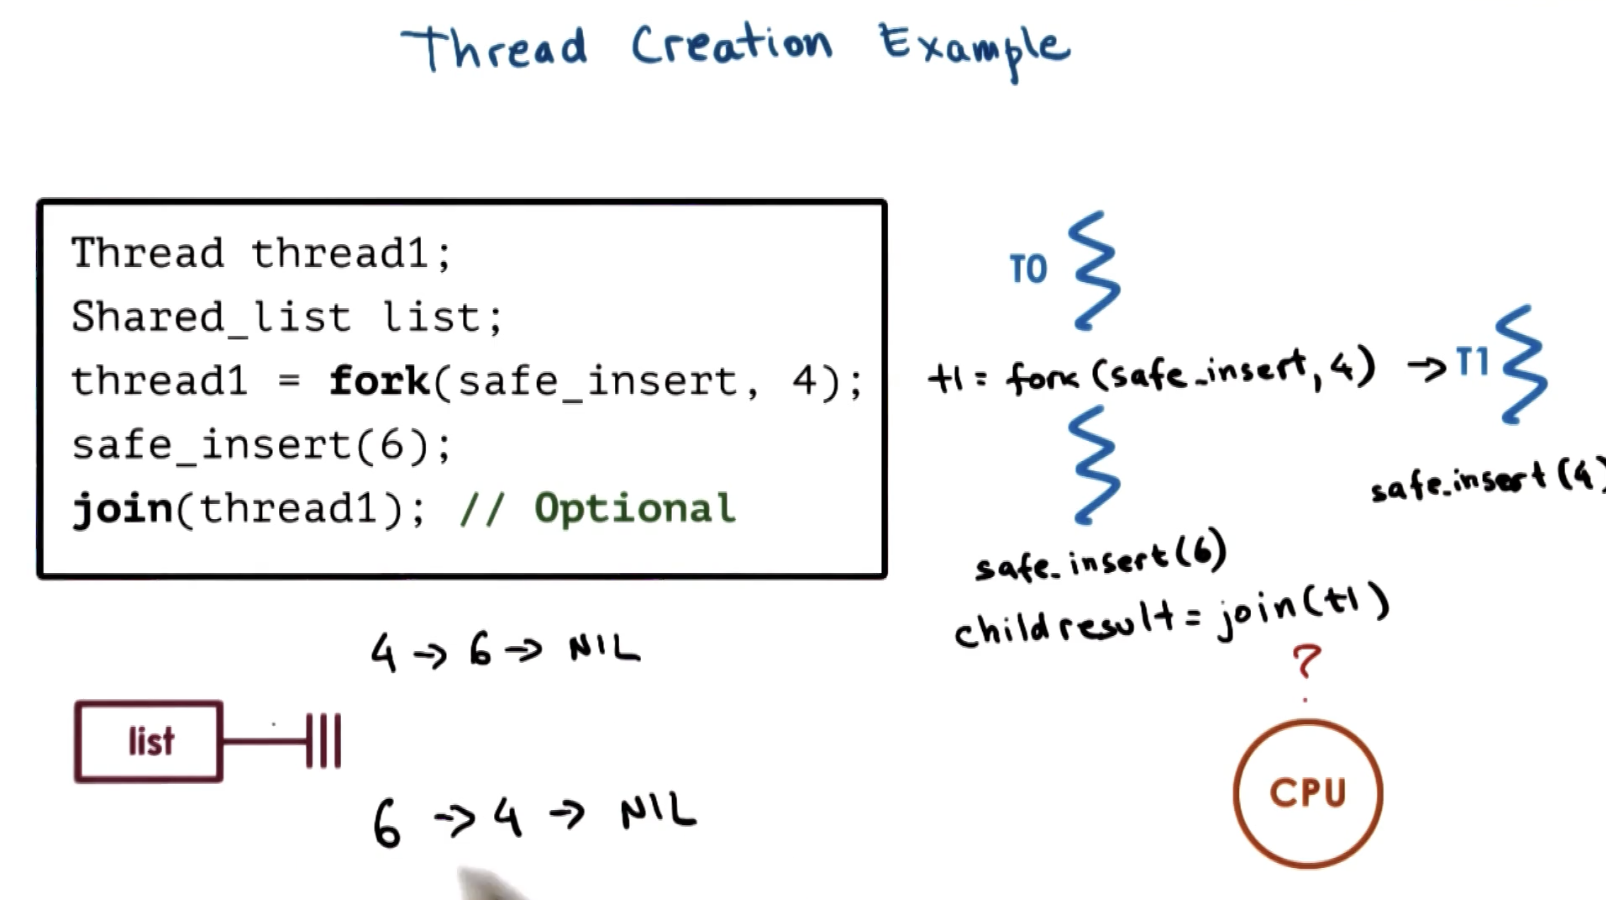 Thread Creation Example
Thread thread1;
Shared_list list;
thread1 = fork(safe_insert, 4);
safe_insert(6);
join(thread1); // Optional
T0
t1 = fork(safe_insert, 4) → T1
safe_insert(4)
safe_insert(6)
child result = join(t1)
4 → 6 → NIL
?
list
CPU
6 → 4 → NIL